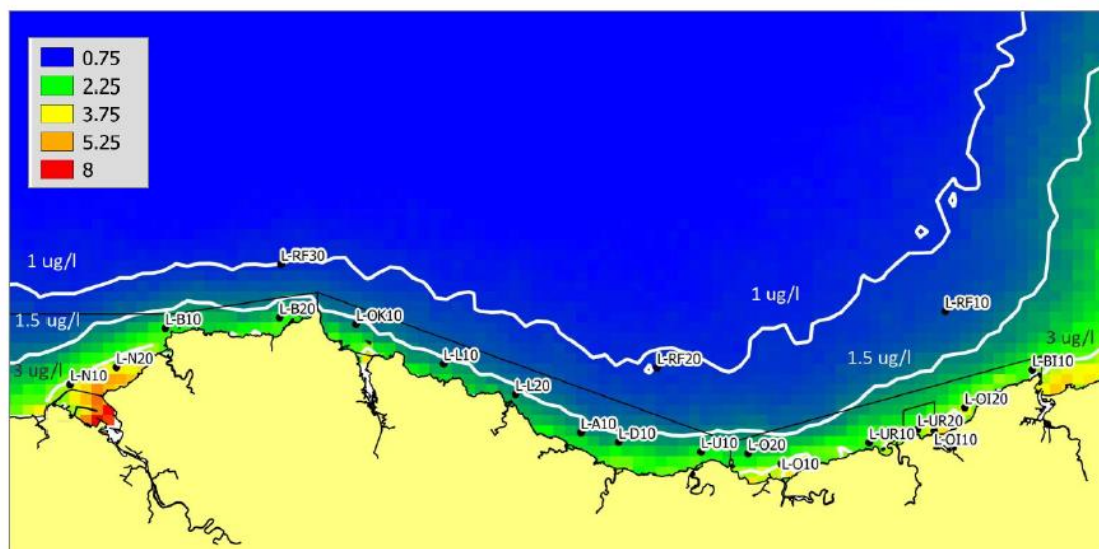 0.75
2.25
3.75
5.25
8
1 ug/l
L-RF30
1.5 ug/l
L-B10
L-B20
L-OK10
1 ug/l
L-RF10
3 ug/l
L-N20
L-N10
L-L10
L-RF20
1.5 ug/l
3 ug/l
L-BI10
L-L20
L-OI20
L-A10
L-D10
L-U10
L-O20
L-UR20
L-UR10
L-OI10
L-O10